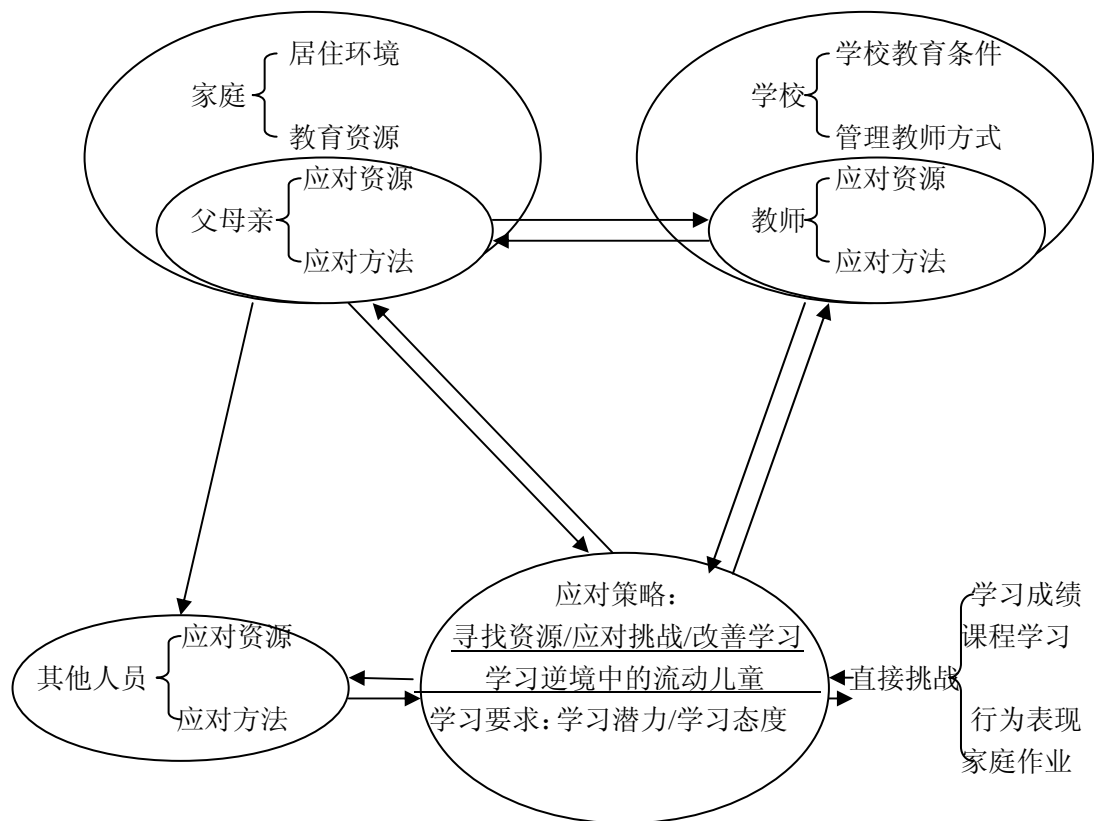 居住环境
家庭
教育资源
应对资源
父母亲
应对方法
学校教育条件
学校
管理教师方式
应对资源
教师
应对方法
应对资源
其他人员
应对方法
应对策略：
寻找资源/应对挑战/改善学习
学习逆境中的流动儿童
学习要求：学习潜力/学习态度
直接挑战
学习成绩
课程学习
行为表现
家庭作业